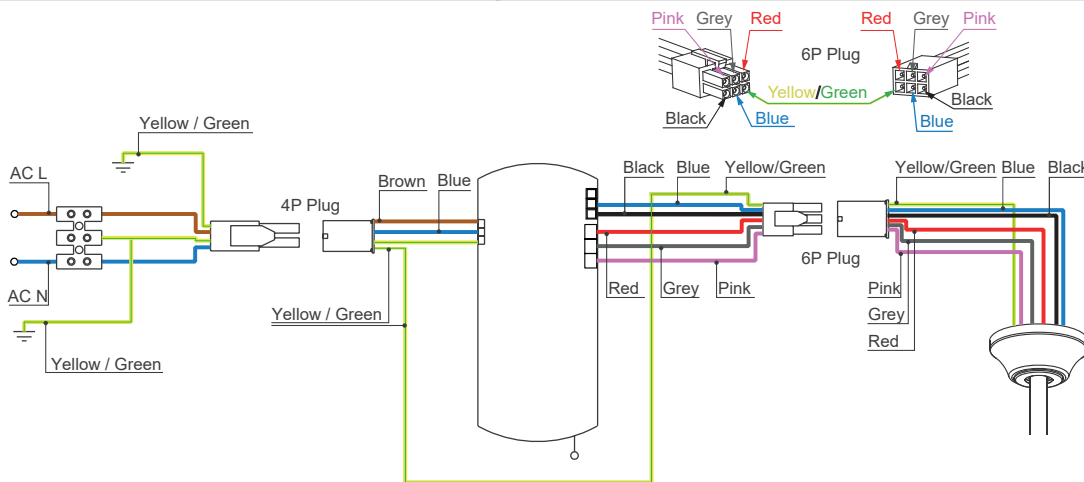 Pink
Grey
Red
Red
Grey
Pink
6P Plug
Yellow/Green
Black
Blue
Black
Blue
Yellow / Green
AC L
4P Plug
Brown
Blue
Black
Blue
Yellow/Green
Yellow/Green
Blue
Black
6P Plug
AC N
Yellow / Green
Yellow / Green
Red
Grey
Pink
Pink
Grey
Red